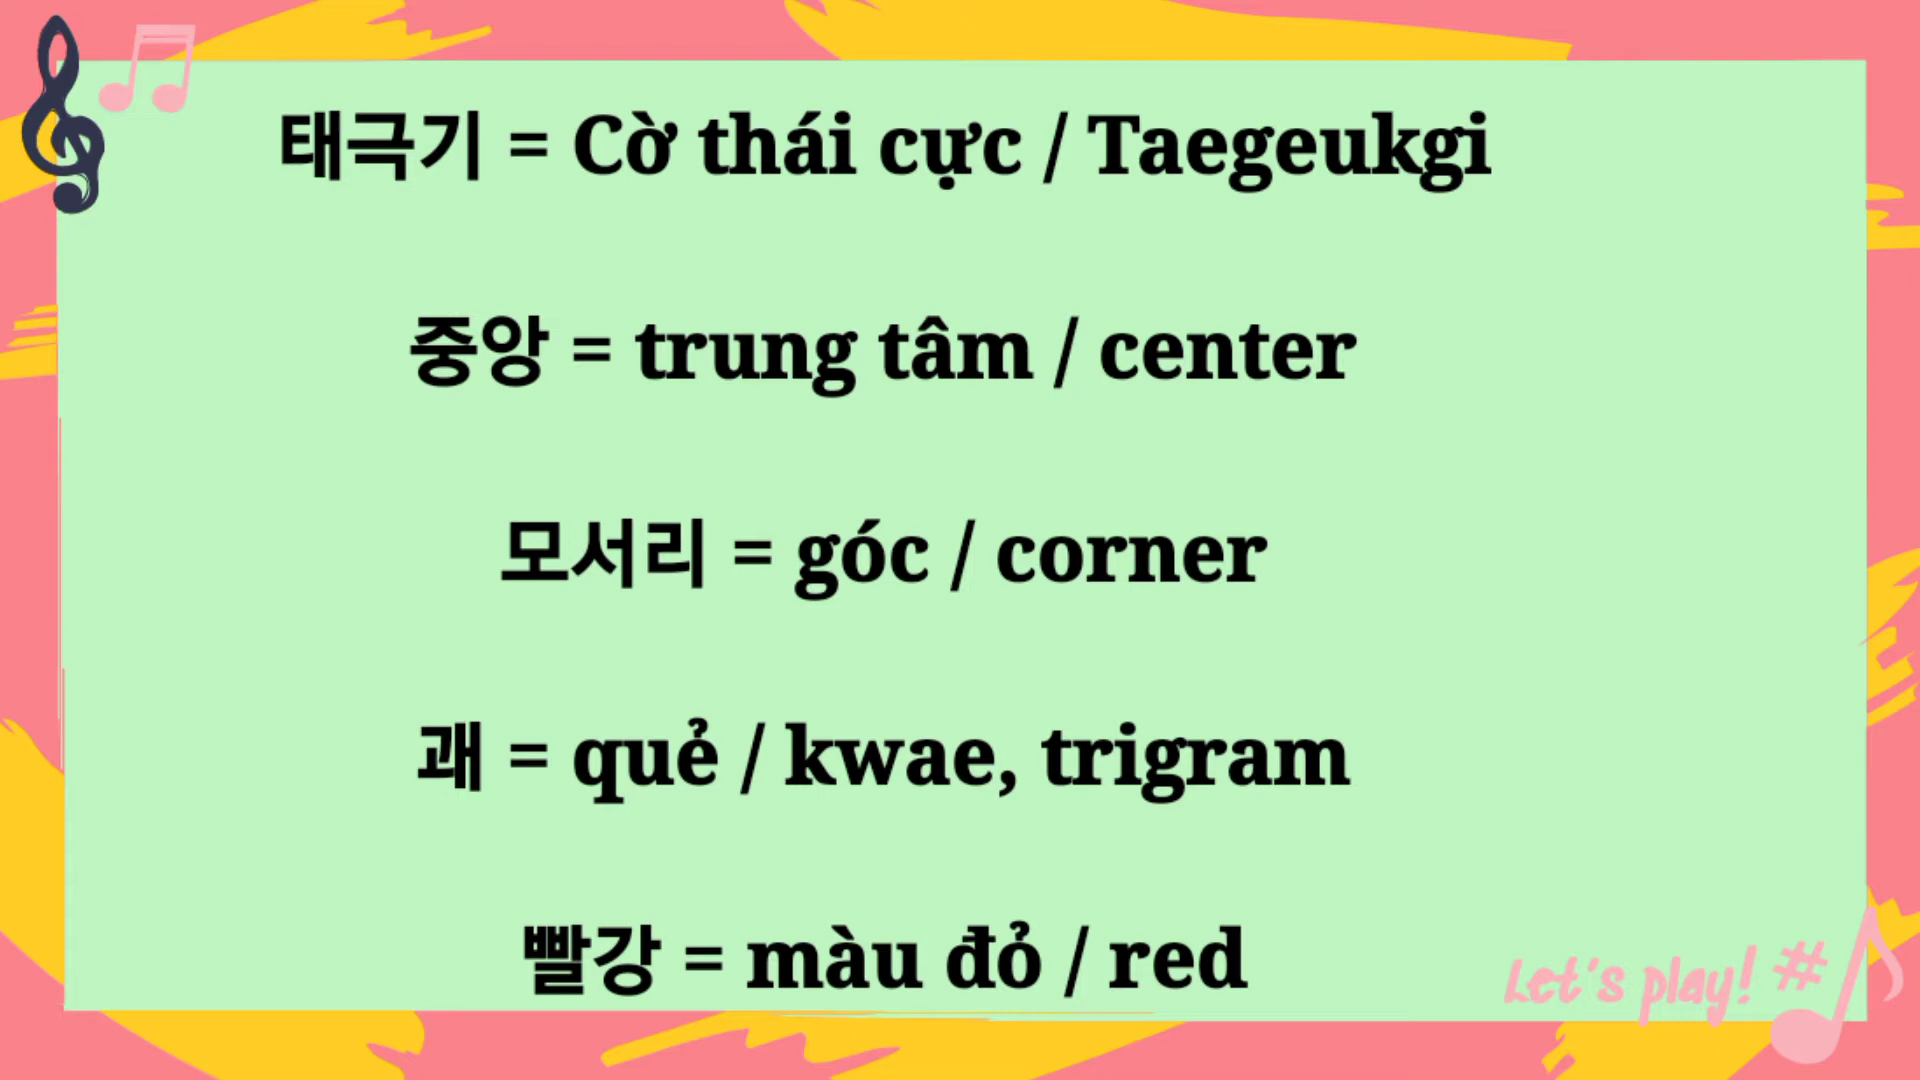 태극기 = Cờ thái cực / Taegeukgi
중앙 = trung tâm / center
모서리 = góc / corner
괘 = quẻ / kwae, trigram
빨강 = màu đỏ / red
Let's play! #